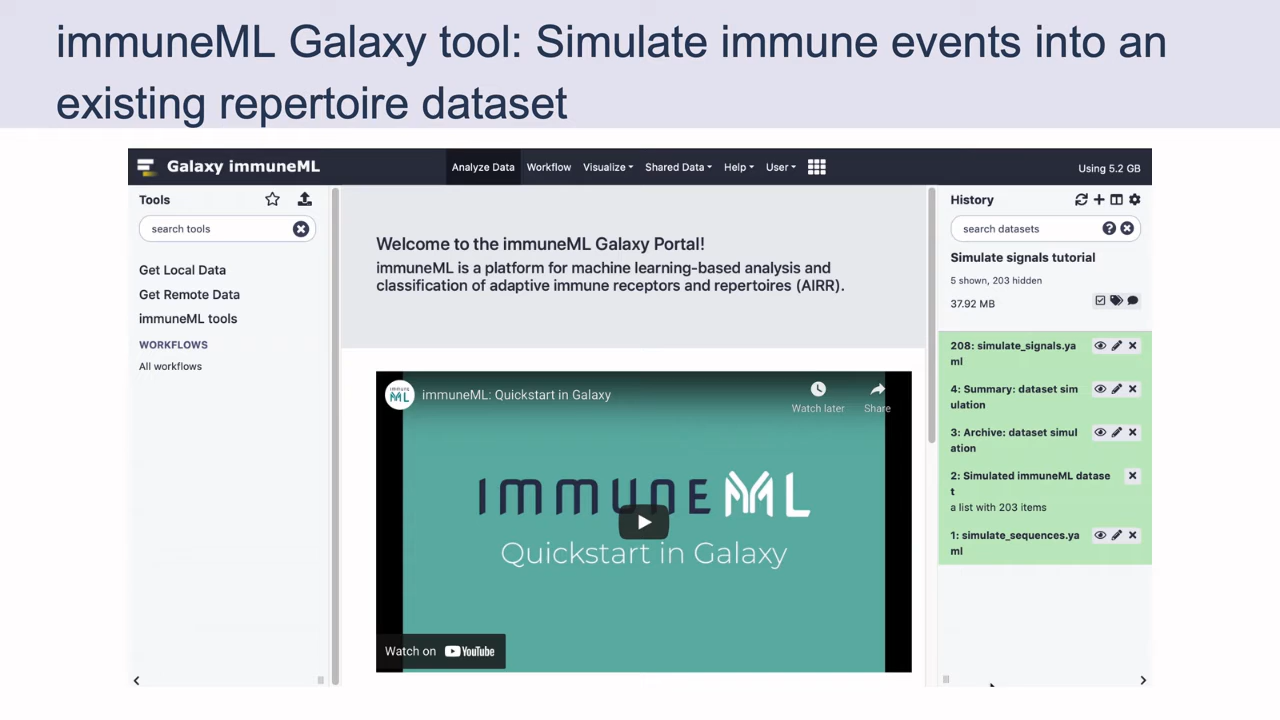 immuneML Galaxy tool: Simulate immune events into an
existing repertoire dataset
Galaxy immuneML
Analyze Data
Workflow
Visualize
Shared Data
Help
User
Using 5.2 GB
Tools
search tools
Get Local Data
Get Remote Data
immuneML tools
WORKFLOWS
All workflows
Welcome to the immuneML Galaxy Portal!
immuneML is a platform for machine learning-based analysis and
classification of adaptive immune receptors and repertoires (AIRR).
IMMUNE
ML
immuneML: Quickstart in Galaxy
Watch later
Share
IMMUNEML
Quickstart in Galaxy
Watch on YouTube
History
search datasets
Simulate signals tutorial
5 shown, 203 hidden
37.92 MB
208: simulate_signals.ya
ml
4: Summary: dataset sim
ulation
3: Archive: dataset simul
ation
2: Simulated immuneML datase
t
a list with 203 items
1: simulate_sequences.ya
ml